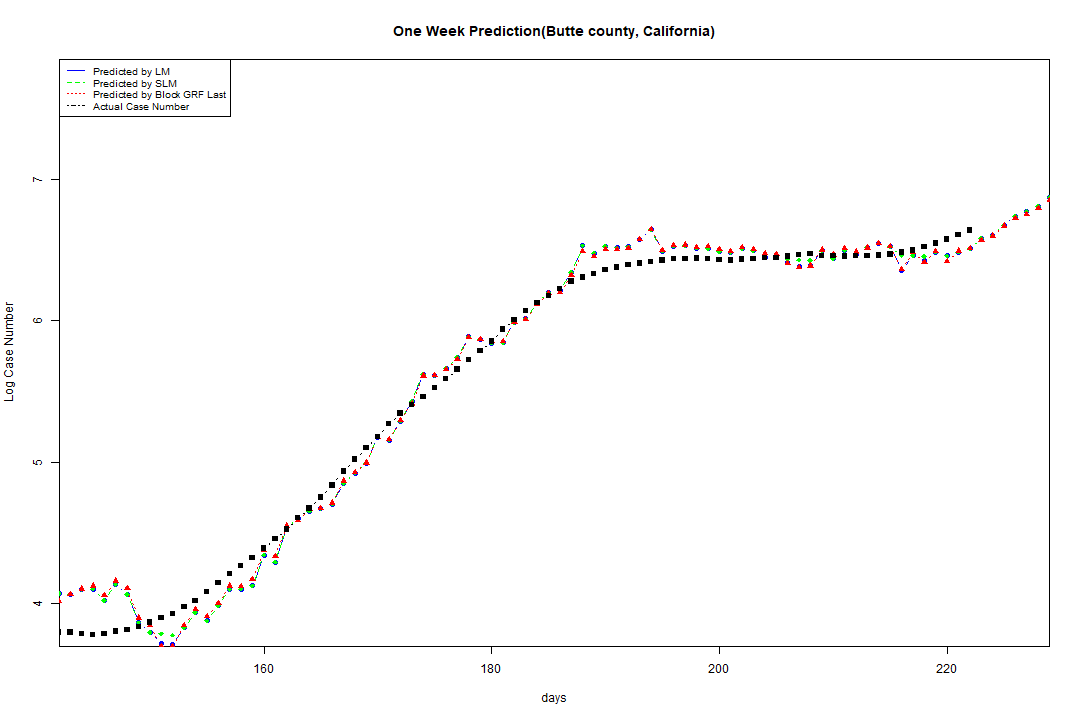 One Week Prediction(Butte county, California)
Predicted by LM
Predicted by SLM
Predicted by Block GRF Last
Actual Case Number
7
6
5
4
Log Case Number
160
180
200
220
days